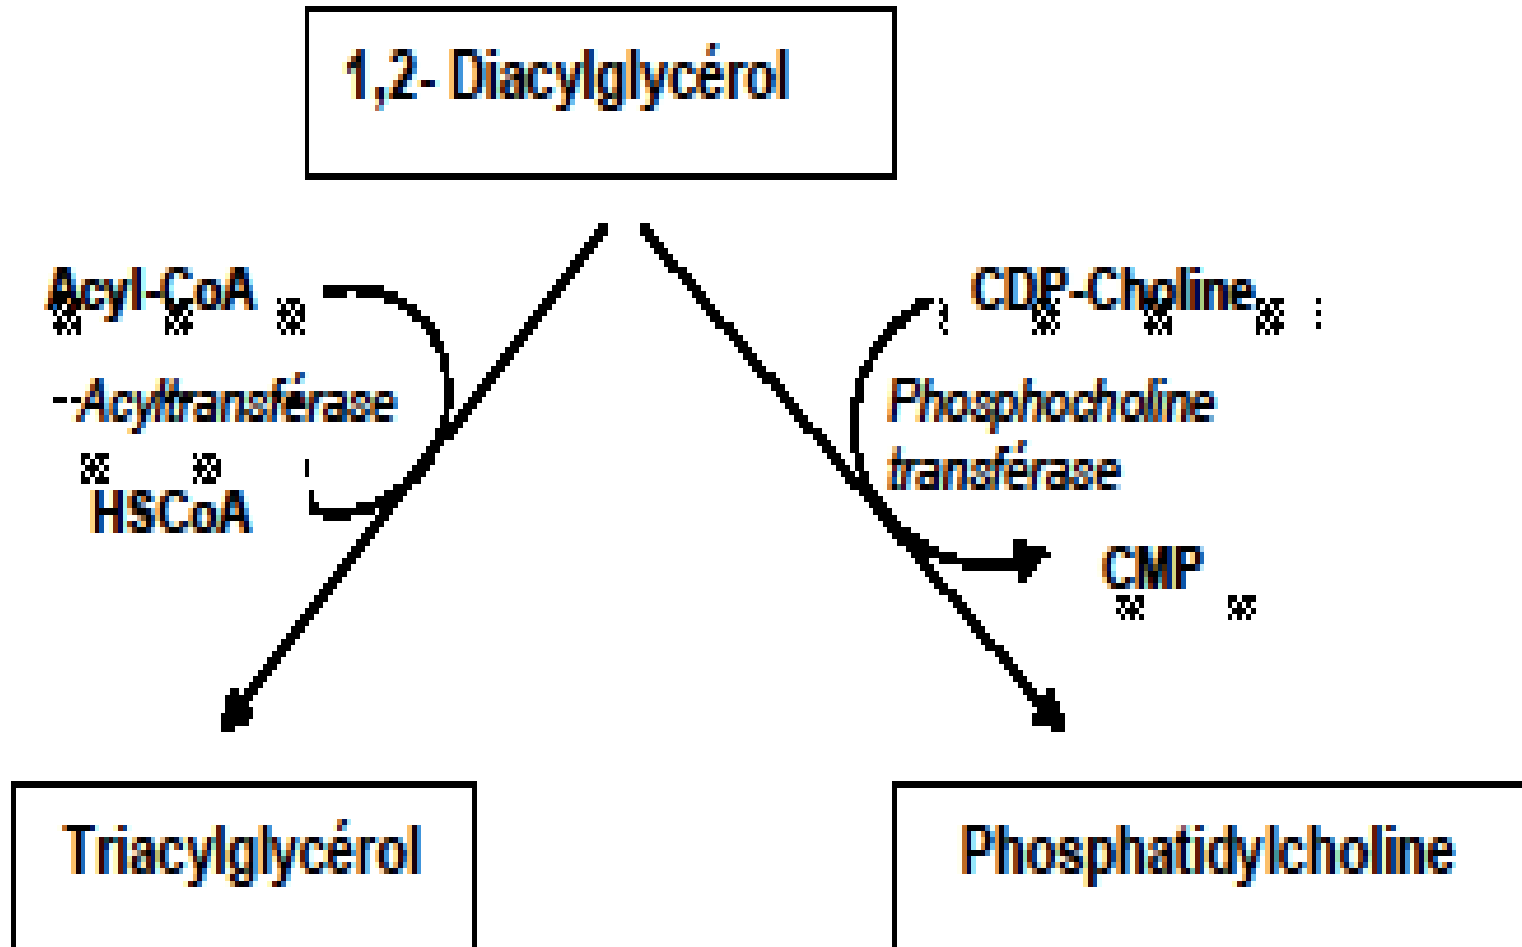 1,2- Diacylglycérol
Acyl-CoA
CDP-Choline
Acyltransférase
Phosphocholine
transférase
HSCoA
CMP
Triacylglycérol
Phosphatidylcholine